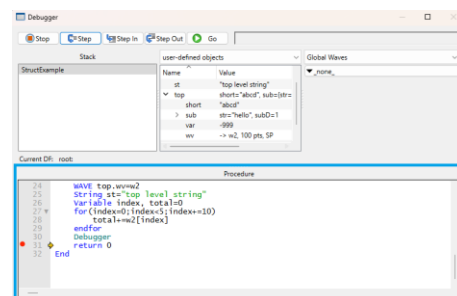 Debugger
Stop Step Step In Step Out Go
Stack
StructExample
user-defined objects
Name Value
st "top level string"
top short="abcd", sub={str=
short "abcd"
sub str="hello", subD=1
var -999
wv -> w2, 100 pts, SP
Global Waves
_none_
Current DF: root:
Procedure
24 WAVE top.wv=w2
25 String st="top level string"
26 Variable index, total=0
27 for(index=0;index<5;index+=10)
28 total+=w2[index]
29 endfor
30 Debugger
31 return 0
32 End